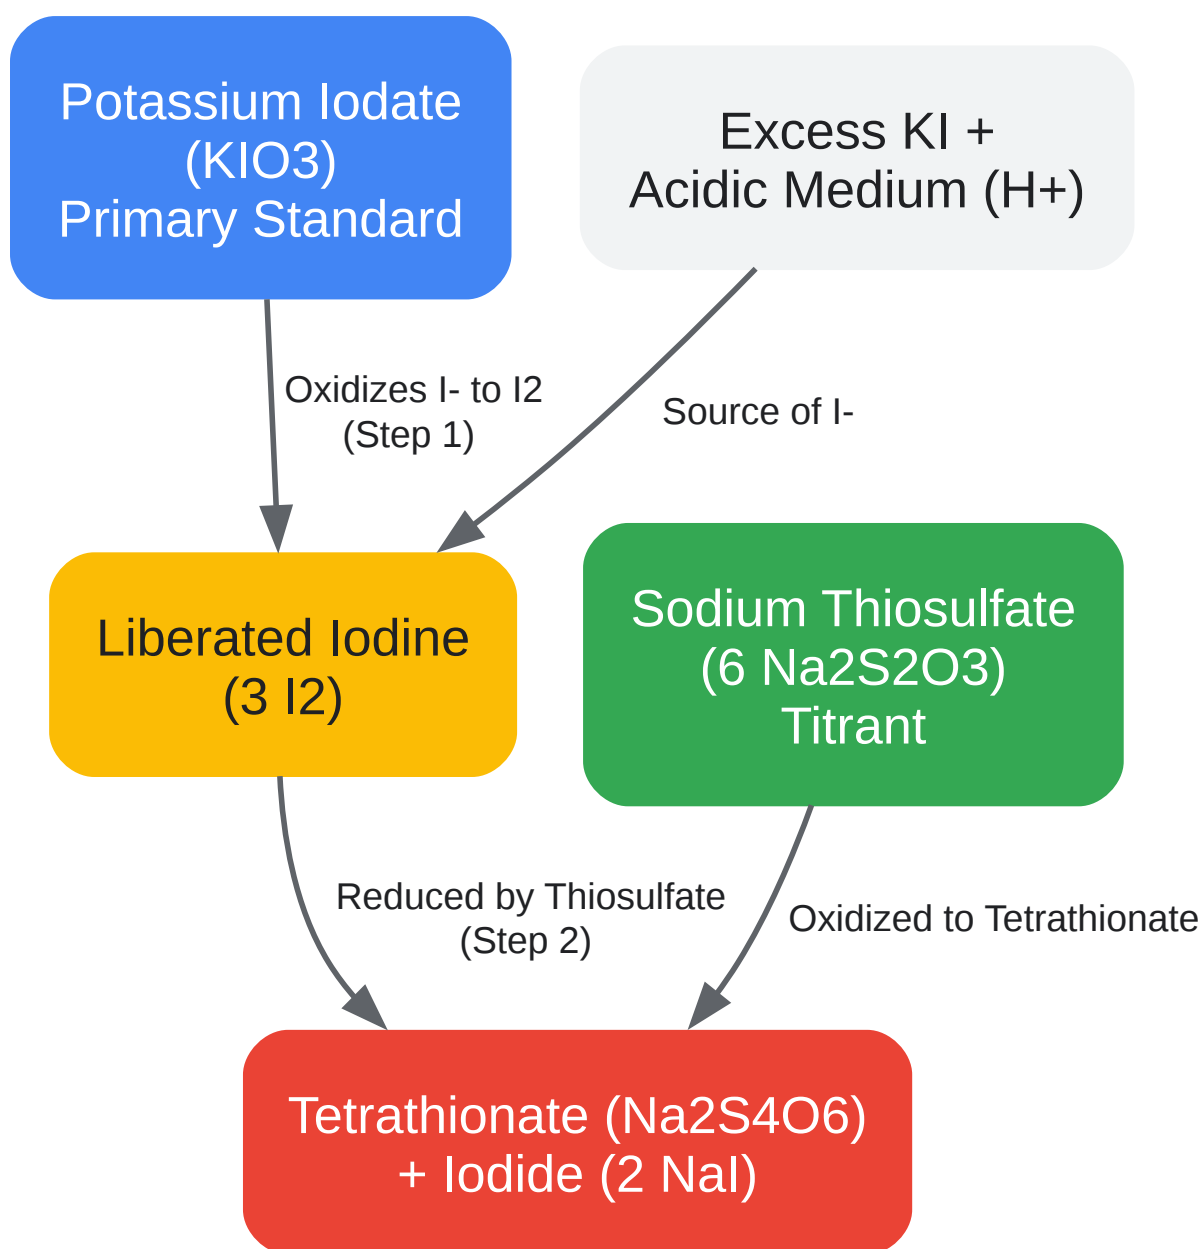 Potassium Iodate
(KIO3)
Primary Standard
Excess KI +
Acidic Medium (H+)
Oxidizes I- to I2
(Step 1)
Source of I-
Liberated Iodine
(3 I2)
Sodium Thiosulfate
(6 Na2S2O3)
Titrant
Reduced by Thiosulfate
(Step 2)
Oxidized to Tetrathionate
Tetrathionate (Na2S4O6)
+ Iodide (2 NaI)